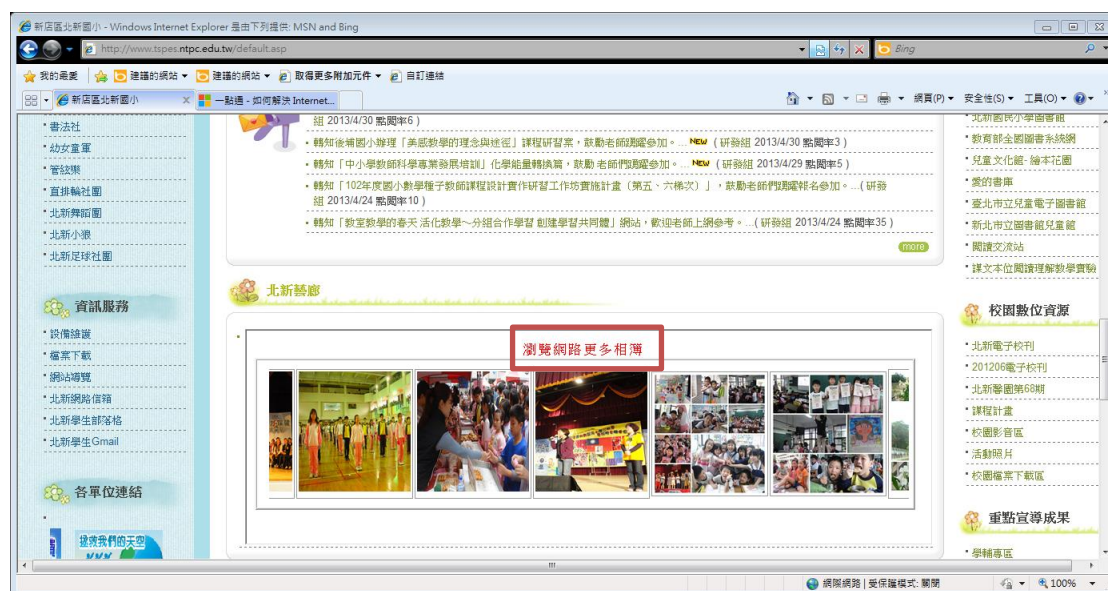 新店區北新國小 - Windows Internet Explorer 是由下列提供: MSN and Bing
http://www.tspes.ntpc.edu.tw/default.asp
Bing
我的最愛
建議的網站
建議的網站
取得更多附加元件
自訂連結
新店區北新國小
一點通 - 如何解決 Internet...
網頁(P)
安全性(S)
工具(O)
書法社
幼女童軍
管弦樂
直排輪社團
北新舞蹈團
北新小狼
北新足球社團
資訊服務
設備維護
檔案下載
網站導覽
北新網路信箱
北新學生部落格
北新學生Gmail
各單位連結
拯救我們的天空
組 2013/4/30 點閱率6 )
轉知後埔國小辦理「美感教學的理念與途徑」課程研習案,鼓勵老師踴躍參加。... NEW ( 研發組 2013/4/30 點閱率3 )
轉知「中小學教師科學專業發展培訓」化學能量轉換篇,鼓勵 老師們踴躍參加。... NEW ( 研發組 2013/4/29 點閱率5 )
轉知「102年度國小數學種子教師課程設計實作研習工作坊實施計畫(第五、六梯次)」,鼓勵老師們踴躍報名參加。...( 研發
組 2013/4/24 點閱率10 )
轉知「教室教學的春天 活化教學~分組合作學習 創建學習共同體」網站,歡迎老師上網參考。...( 研發組 2013/4/24 點閱率35 )
more
北新藝廊
瀏覽網路更多相簿
北新國民小學圖書館
教育部全國圖書系統網
兒童文化館- 繪本花園
愛的書庫
臺北市立兒童電子圖書館
新北市立圖書館兒童館
閱讀交流站
課文本位閱讀理解教學實驗
校園數位資源
北新電子校刊
201206電子校刊
北新馨園第68期
課程計畫
校園影音區
活動照片
校園檔案下載區
重點宣導成果
學輔專區
網際網路 | 受保護模式: 關閉
100%